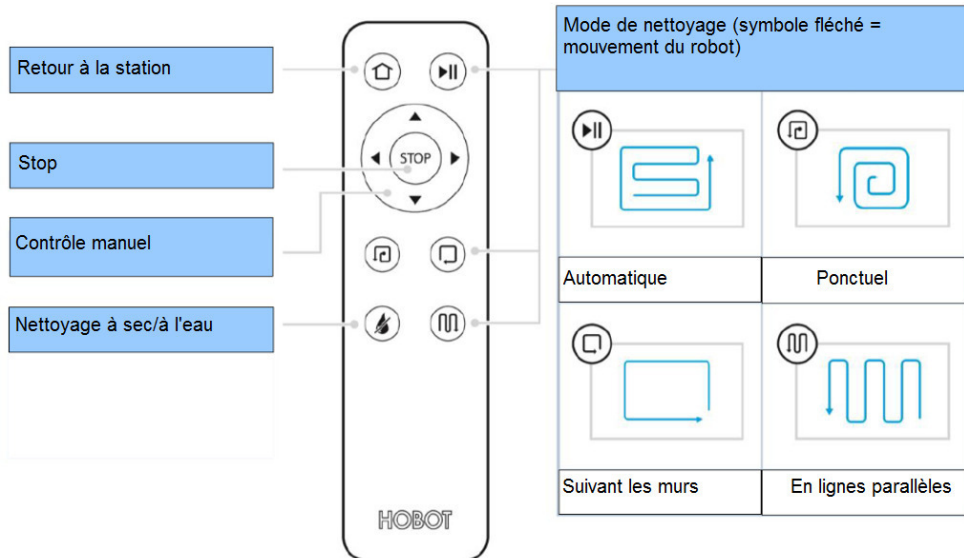 Retour à la station
Stop
Contrôle manuel
Nettoyage à sec/à l'eau
STOP
HOBOT
Mode de nettoyage (symbole fléché =
mouvement du robot)
Automatique
Ponctuel
Suivant les murs
En lignes parallèles